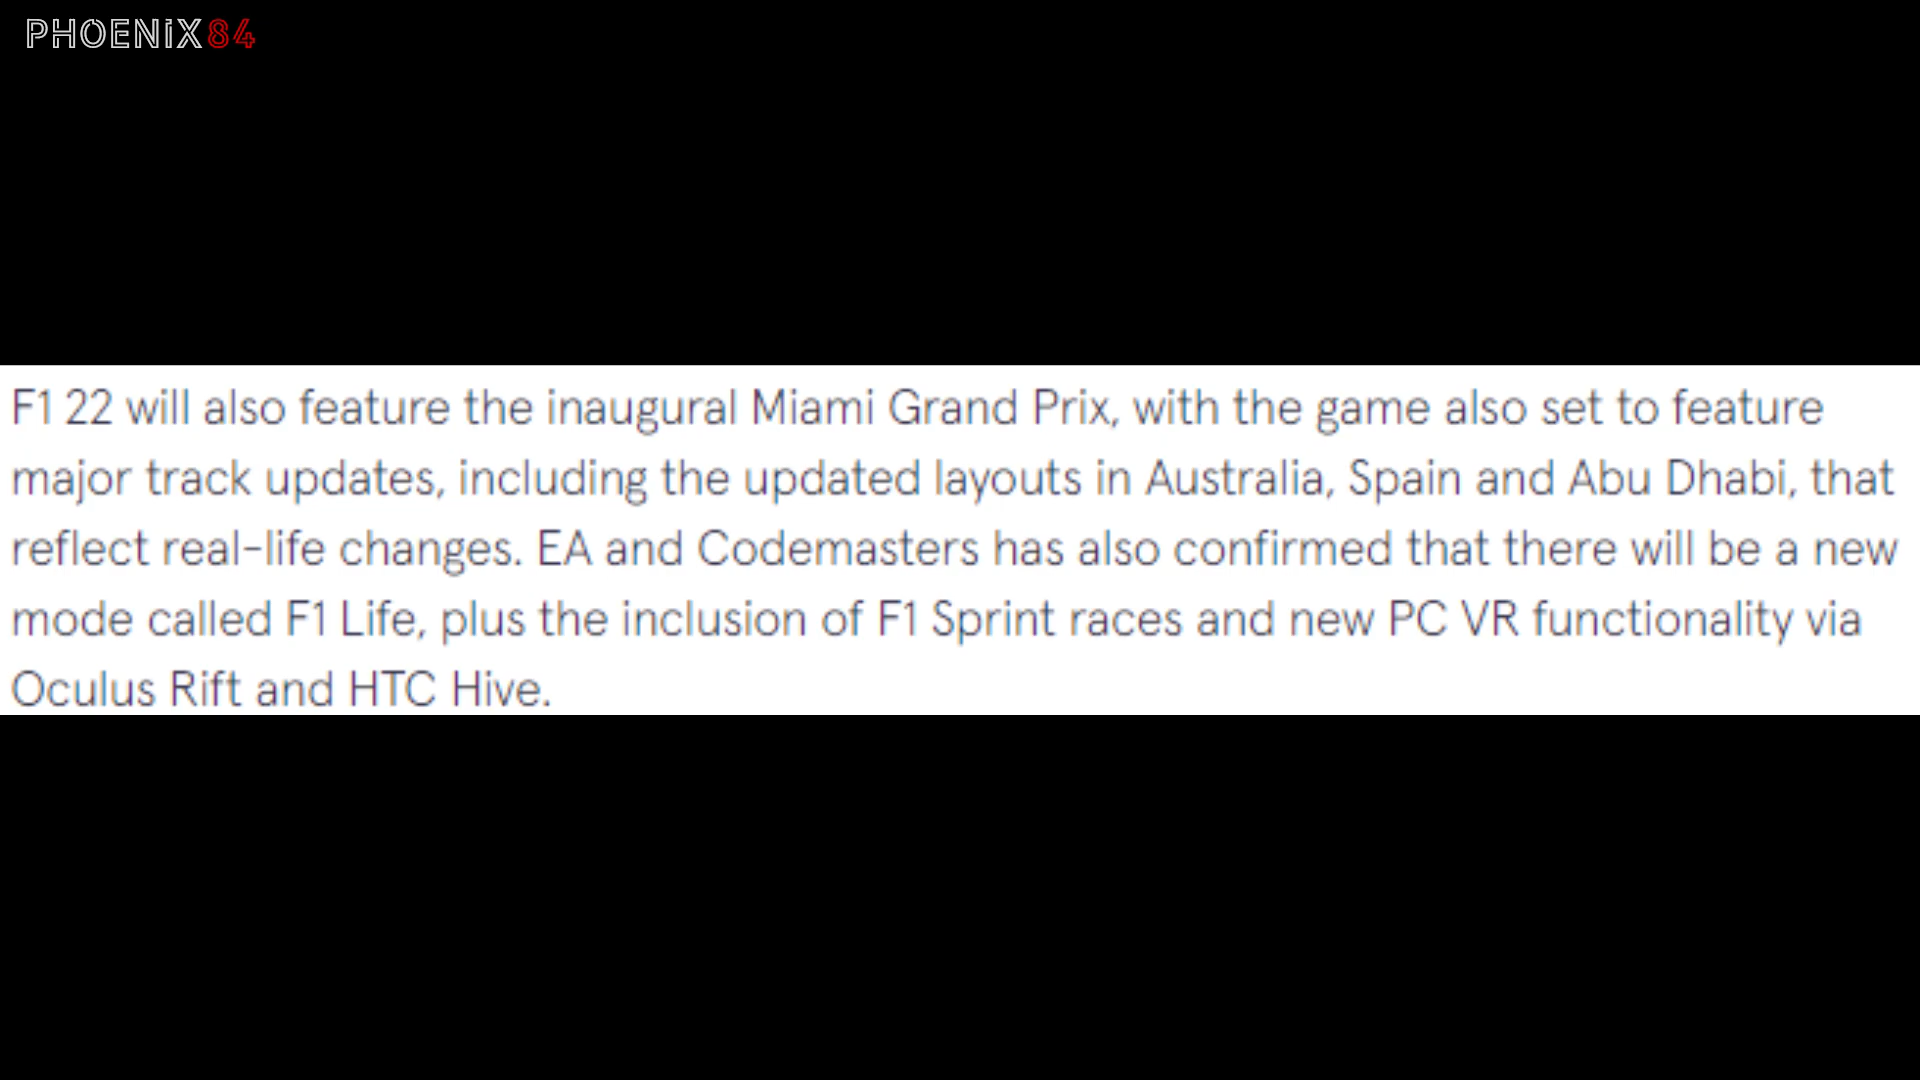 PHOENiX84
F1 22 will also feature the inaugural Miami Grand Prix, with the game also set to feature
major track updates, including the updated layouts in Australia, Spain and Abu Dhabi, that
reflect real-life changes. EA and Codemasters has also confirmed that there will be a new
mode called F1 Life, plus the inclusion of F1 Sprint races and new PC VR functionality via
Oculus Rift and HTC Hive.